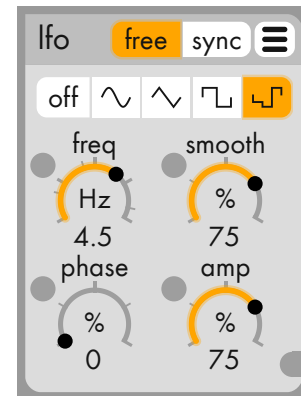 lfo free sync
off
freq smooth
Hz %
4.5 75
phase amp
% %
0 75